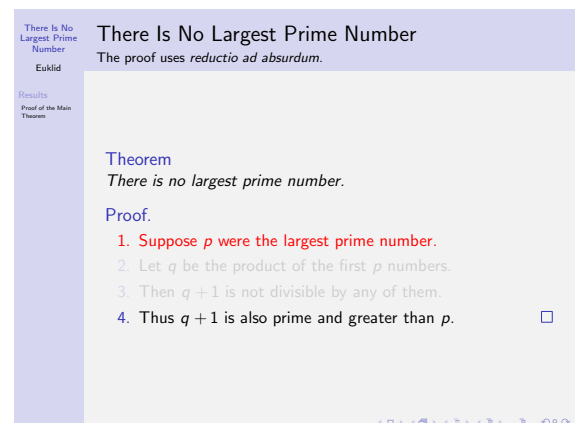 There Is No
Largest Prime
Number
Euklid
Results
Proof of the Main
Theorem
There Is No Largest Prime Number
The proof uses reductio ad absurdum.
Theorem
There is no largest prime number.
Proof.
1. Suppose p were the largest prime number.
2. Let q be the product of the first p numbers.
3. Then q + 1 is not divisible by any of them.
4. Thus q + 1 is also prime and greater than p.